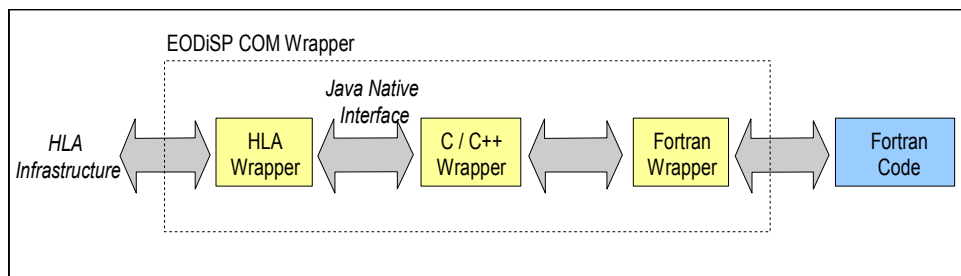 EODiSP COM Wrapper
Java Native
Interface
HLA
Infrastructure
HLA
Wrapper
C / C++
Wrapper
Fortran
Wrapper
Fortran
Code